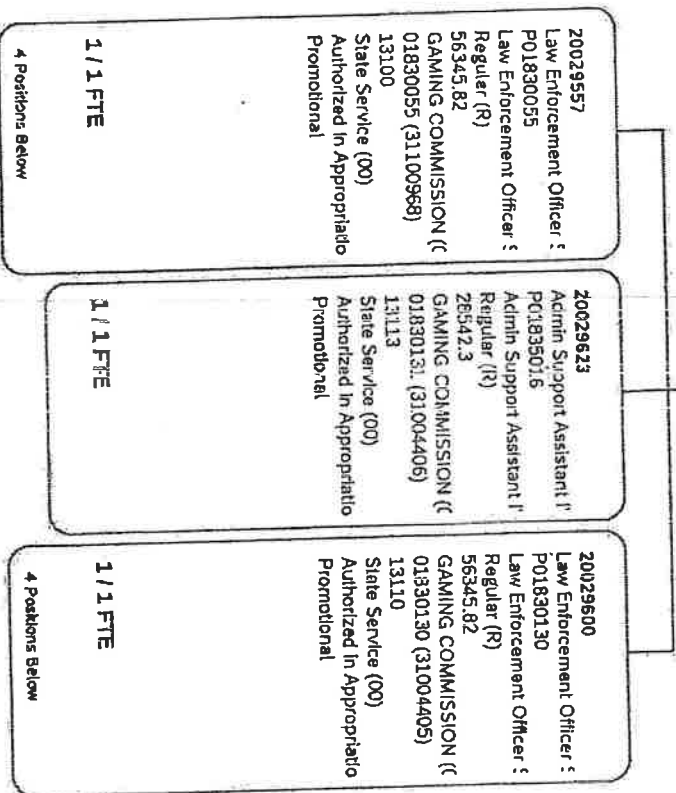 20029557
Law Enforcement Officer S
P01830055
Law Enforcement Officer S
Regular (R)
56345.82
GAMING COMMISSION ((
01830055 (31100968)
13100
State Service (00)
Authorized In Appropriatio
Promotional
1 / 1 FTE
4 Positions Below
20029623
Admin Support Assistant I'
P01835016
Admin Support Assistant I'
Regular (R)
28542.3
GAMING COMMISSION ((
01830131 (31004406)
13113
State Service (00)
Authorized In Appropriatio
Promotional
1 / 1 FTE
20029600
Law Enforcement Officer S
P01830130
Law Enforcement Officer S
Regular (R)
56345.82
GAMING COMMISSION ((
01830130 (31004405)
13110
State Service (00)
Authorized In Appropriatio
Promotional
1 / 1 FTE
4 Positions Below